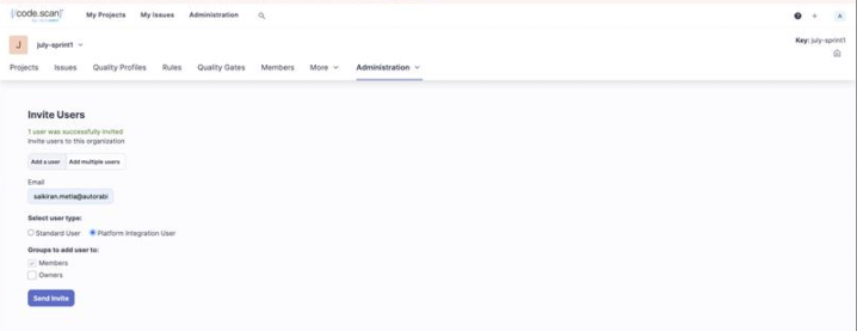 [/code.scan]
My Projects My Issues Administration
A
J july-sprint1
Key: july-sprint1
Projects Issues Quality Profiles Rules Quality Gates Members More Administration
Invite Users
1 user was successfully invited
Invite users to this organization
Add a user Add multiple users
Email
saikiran.metia@autorabi
Select user type:
Standard User Platform Integration User
Groups to add user to:
Members
Owners
Send Invite